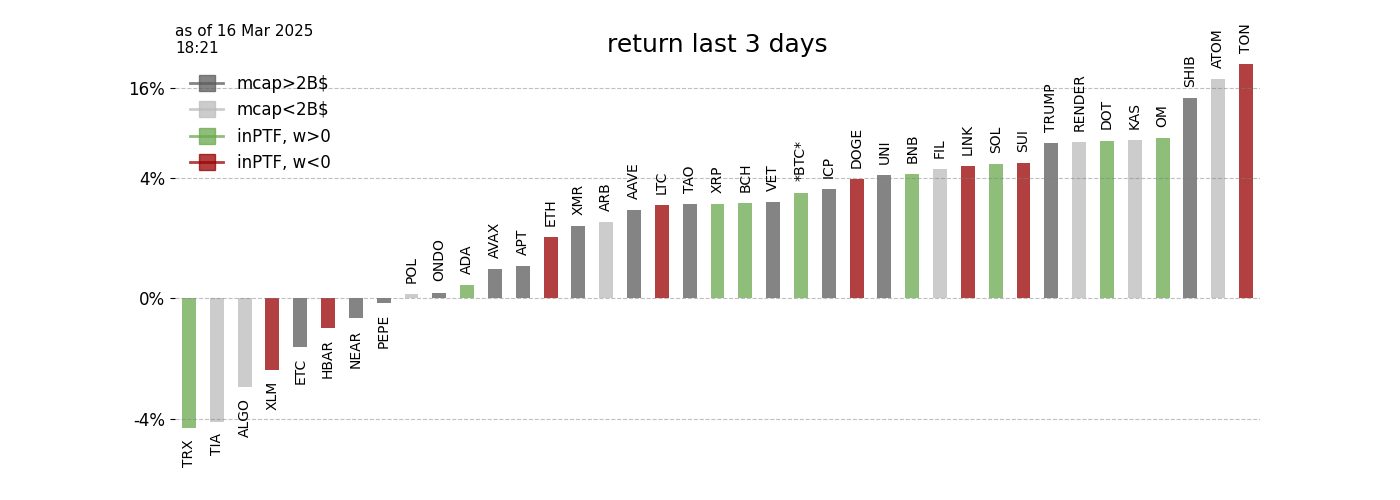 as of 16 Mar 2025
18:21
return last 3 days
mcap>2B$
mcap<2B$
inPTF, w>0
inPTF, w<0
16%
4%
0%
-4%
TRX
TIA
ALGO
XLM
ETC
HBAR
NEAR
PEPE
POL
ONDO
ADA
AVAX
APT
ETH
XMR
ARB
AAVE
LTC
TAO
XRP
BCH
VET
*BTC*
ICP
DOGE
UNI
BNB
FIL
LINK
SOL
SUI
TRUMP
RENDER
DOT
KAS
OM
SHIB
ATOM
TON